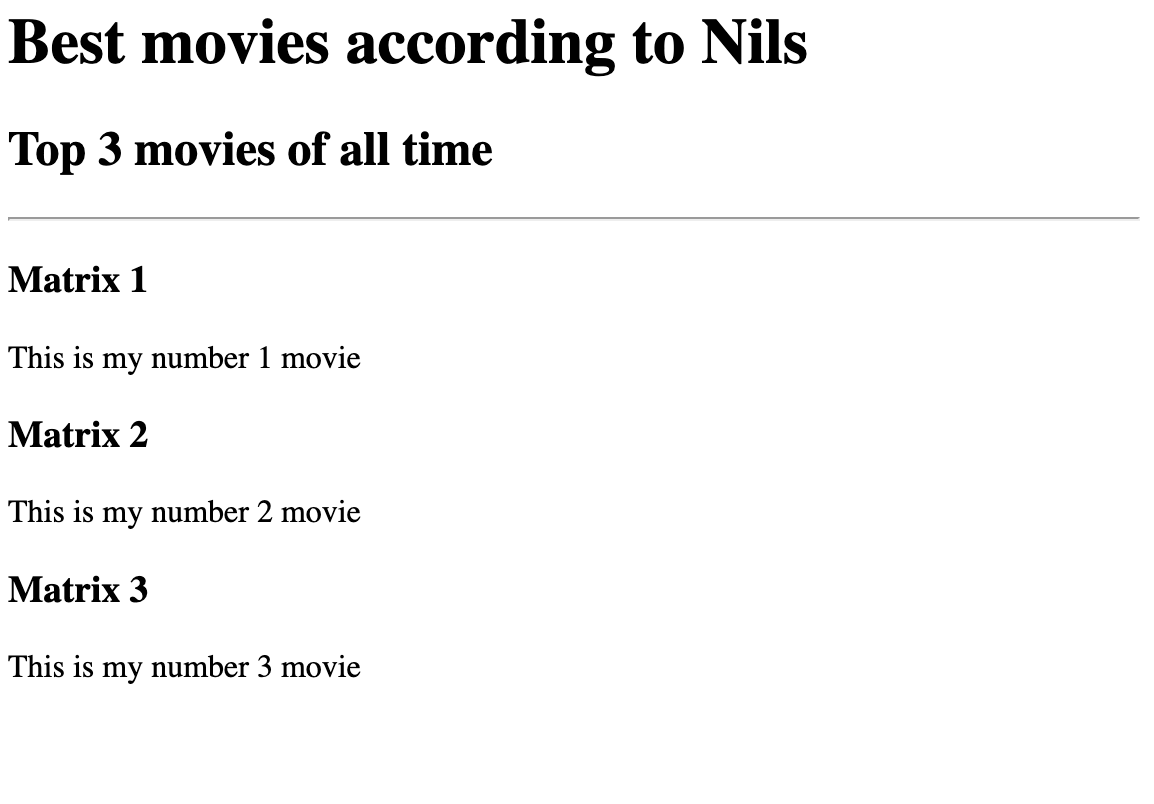 Best movies according to Nils
Top 3 movies of all time
Matrix 1
This is my number 1 movie
Matrix 2
This is my number 2 movie
Matrix 3
This is my number 3 movie